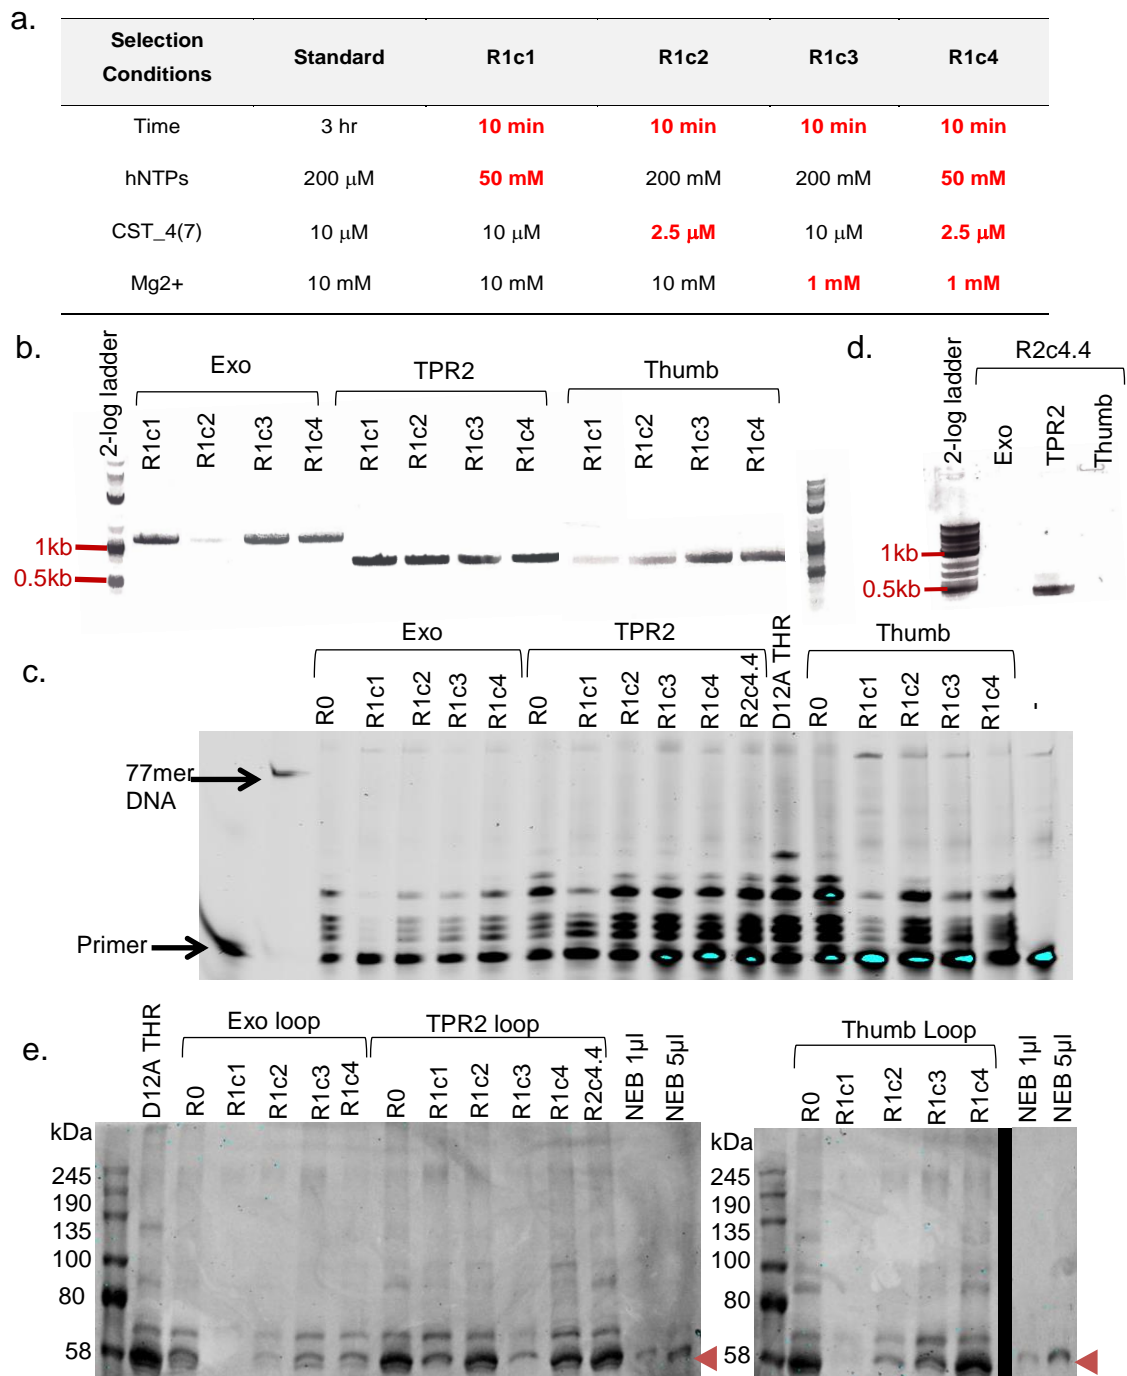 a.
Selection Conditions Standard R1c1 R1c2 R1c3 R1c4
Time 3 hr 10 min 10 min 10 min 10 min
hNTPs 200 μM 50 mM 200 mM 200 mM 50 mM
CST_4(7) 10 μM 10 μM 2.5 μM 10 μM 2.5 μM
Mg2+ 10 mM 10 mM 10 mM 1 mM 1 mM
b.
2-log ladder
Exo TPR2 Thumb
R1c1 R1c2 R1c3 R1c4 R1c1 R1c2 R1c3 R1c4 R1c1 R1c2 R1c3 R1c4
1kb
0.5kb
d.
2-log ladder
R2c4.4
Exo TPR2 Thumb
1kb
0.5kb
c.
Exo TPR2 D12A THR Thumb
R0 R1c1 R1c2 R1c3 R1c4 R0 R1c1 R1c2 R1c3 R1c4 R2c4.4 R0 R1c1 R1c2 R1c3 R1c4 -
77mer
DNA
Primer
e.
D12A THR Exo loop TPR2 loop NEB 1µl NEB 5µl
R0 R1c1 R1c2 R1c3 R1c4 R0 R1c1 R1c2 R1c3 R1c4 R2c4.4
kDa
245
190
135
100
80
58
Thumb Loop NEB 1µl NEB 5µl
R0 R1c1 R1c2 R1c3 R1c4
kDa
245
190
135
100
80
58